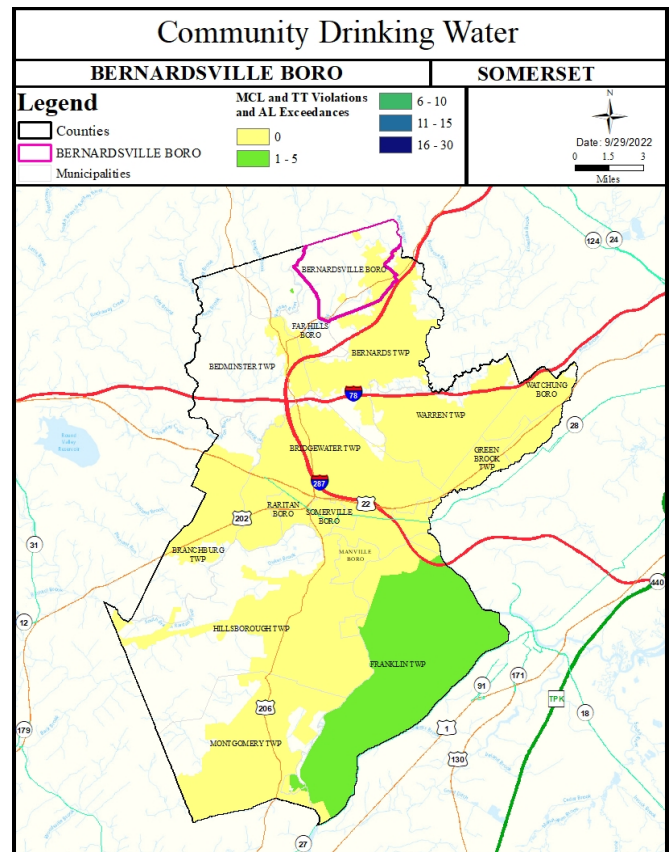 Community Drinking Water
BERNARDSVILLE BORO
SOMERSET
Legend
Counties
BERNARDSVILLE BORO
Municipalities
MCL and TT Violations
and AL Exceedances
0
1 - 5
6 - 10
11 - 15
16 - 30
N
Date: 9/29/2022
0 1.5 3
Miles
124
24
BERNARDSVILLE BORO
FAR HILLS
BORO
BERNARDS TWP
BEDMINSTER TWP
78
WATCHUNG
BORO
WARREN TWP
28
BRIDGEWATER TWP
GREEN
BROOK
TWP
287
22
RARITAN
BORO
SOMERVILLE
BORO
202
31
BRANCHBURG
TWP
MANVILLE
BORO
440
12
HILLSBOROUGH TWP
FRANKLIN TWP
171
91
TPK
206
18
179
1
MONTGOMERY TWP
130
27